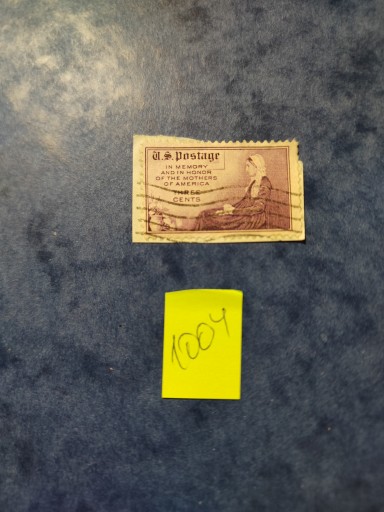 U.S. Postage
IN MEMORY
AND IN HONOR
OF THE MOTHERS
OF AMERICA
THREE
CENTS
1004